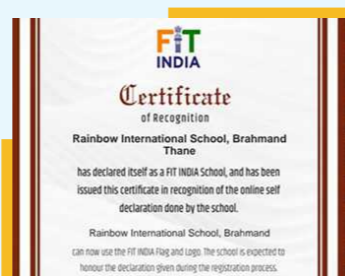 FIT
INDIA
Certificate
of Recognition
Rainbow International School, Brahmand
Thane
has declared itself as a FIT INDIA School, and has been
issued this certificate in recognition of the online self
declaration done by the school.
Rainbow International School, Brahmand
can now use the FIT INDIA Flag and Logo. The school is expected to
honour the declaration given during the registration process.